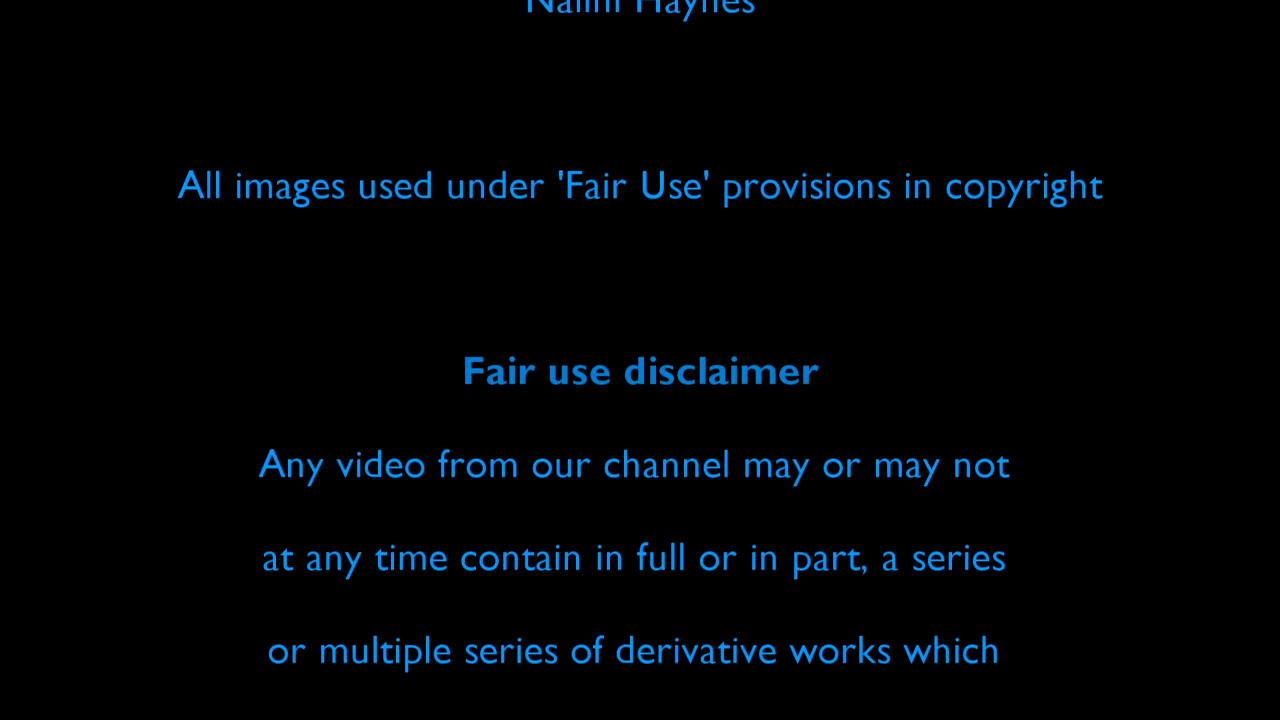 Nalini Haynes
All images used under 'Fair Use' provisions in copyright
Fair use disclaimer
Any video from our channel may or may not
at any time contain in full or in part, a series
or multiple series of derivative works which